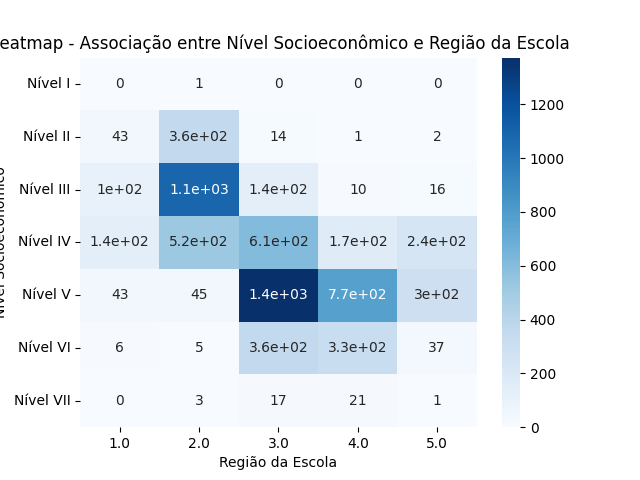 eatmap - Associação entre Nível Socioeconômico e Região da Escola
Nível I 0 1 0 0 0
Nível II 43 3.6e+02 14 1 2
Nível III 1e+02 1.1e+03 1.4e+02 10 16
Nível IV 1.4e+02 5.2e+02 6.1e+02 1.7e+02 2.4e+02
Nível V 43 45 1.4e+03 7.7e+02 3e+02
Nível VI 6 5 3.6e+02 3.3e+02 37
Nível VII 0 3 17 21 1
1.0 2.0 3.0 4.0 5.0
Região da Escola
Nível Socioeconômico
1200
1000
800
600
400
200
0